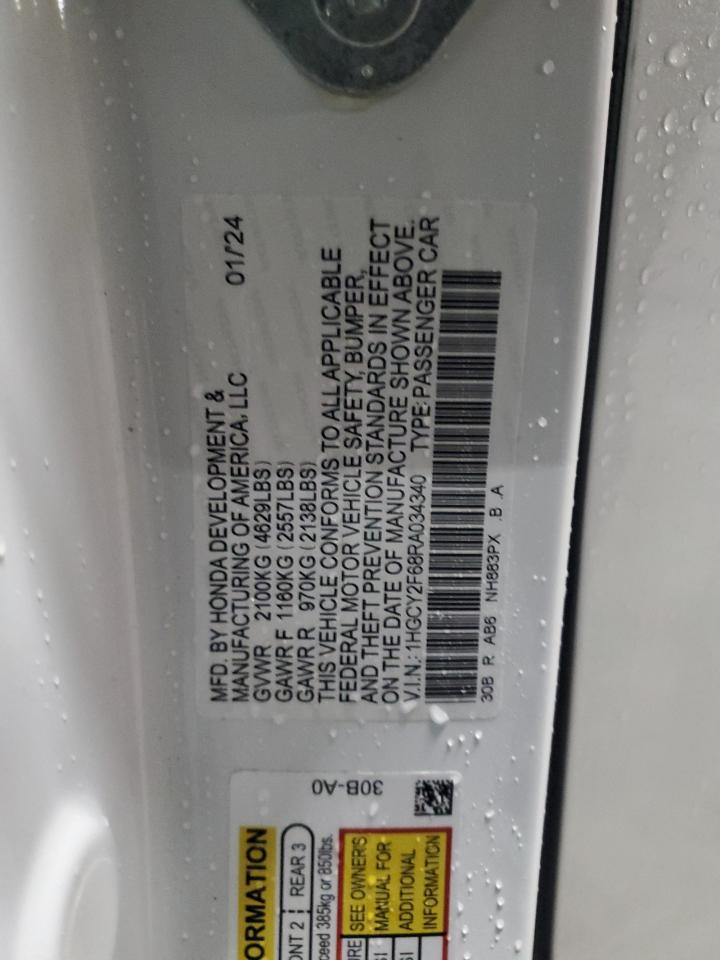 MFD. BY HONDA DEVELOPMENT &
MANUFACTURING OF AMERICA, LLC 01/'24
GVWR 2100KG (4629LBS)
GAWR F 1160KG (2557LBS)
GAWR R 970KG (2138LBS)
THIS VEHICLE CONFORMS TO ALL APPLICABLE
FEDERAL MOTOR VEHICLE SAFETY, BUMPER,
AND THEFT PREVENTION STANDARDS IN EFFECT
ON THE DATE OF MANUFACTURE SHOWN ABOVE.
V.I.N.:1HGCY2F68RA034340 TYPE:PASSENGER CAR
30B R AB6 NH883PX .B .A
30B-A0
REAR 3
385kg or 850lbs.
SEE OWNER'S
MANUAL FOR
ADDITIONAL
INFORMATION